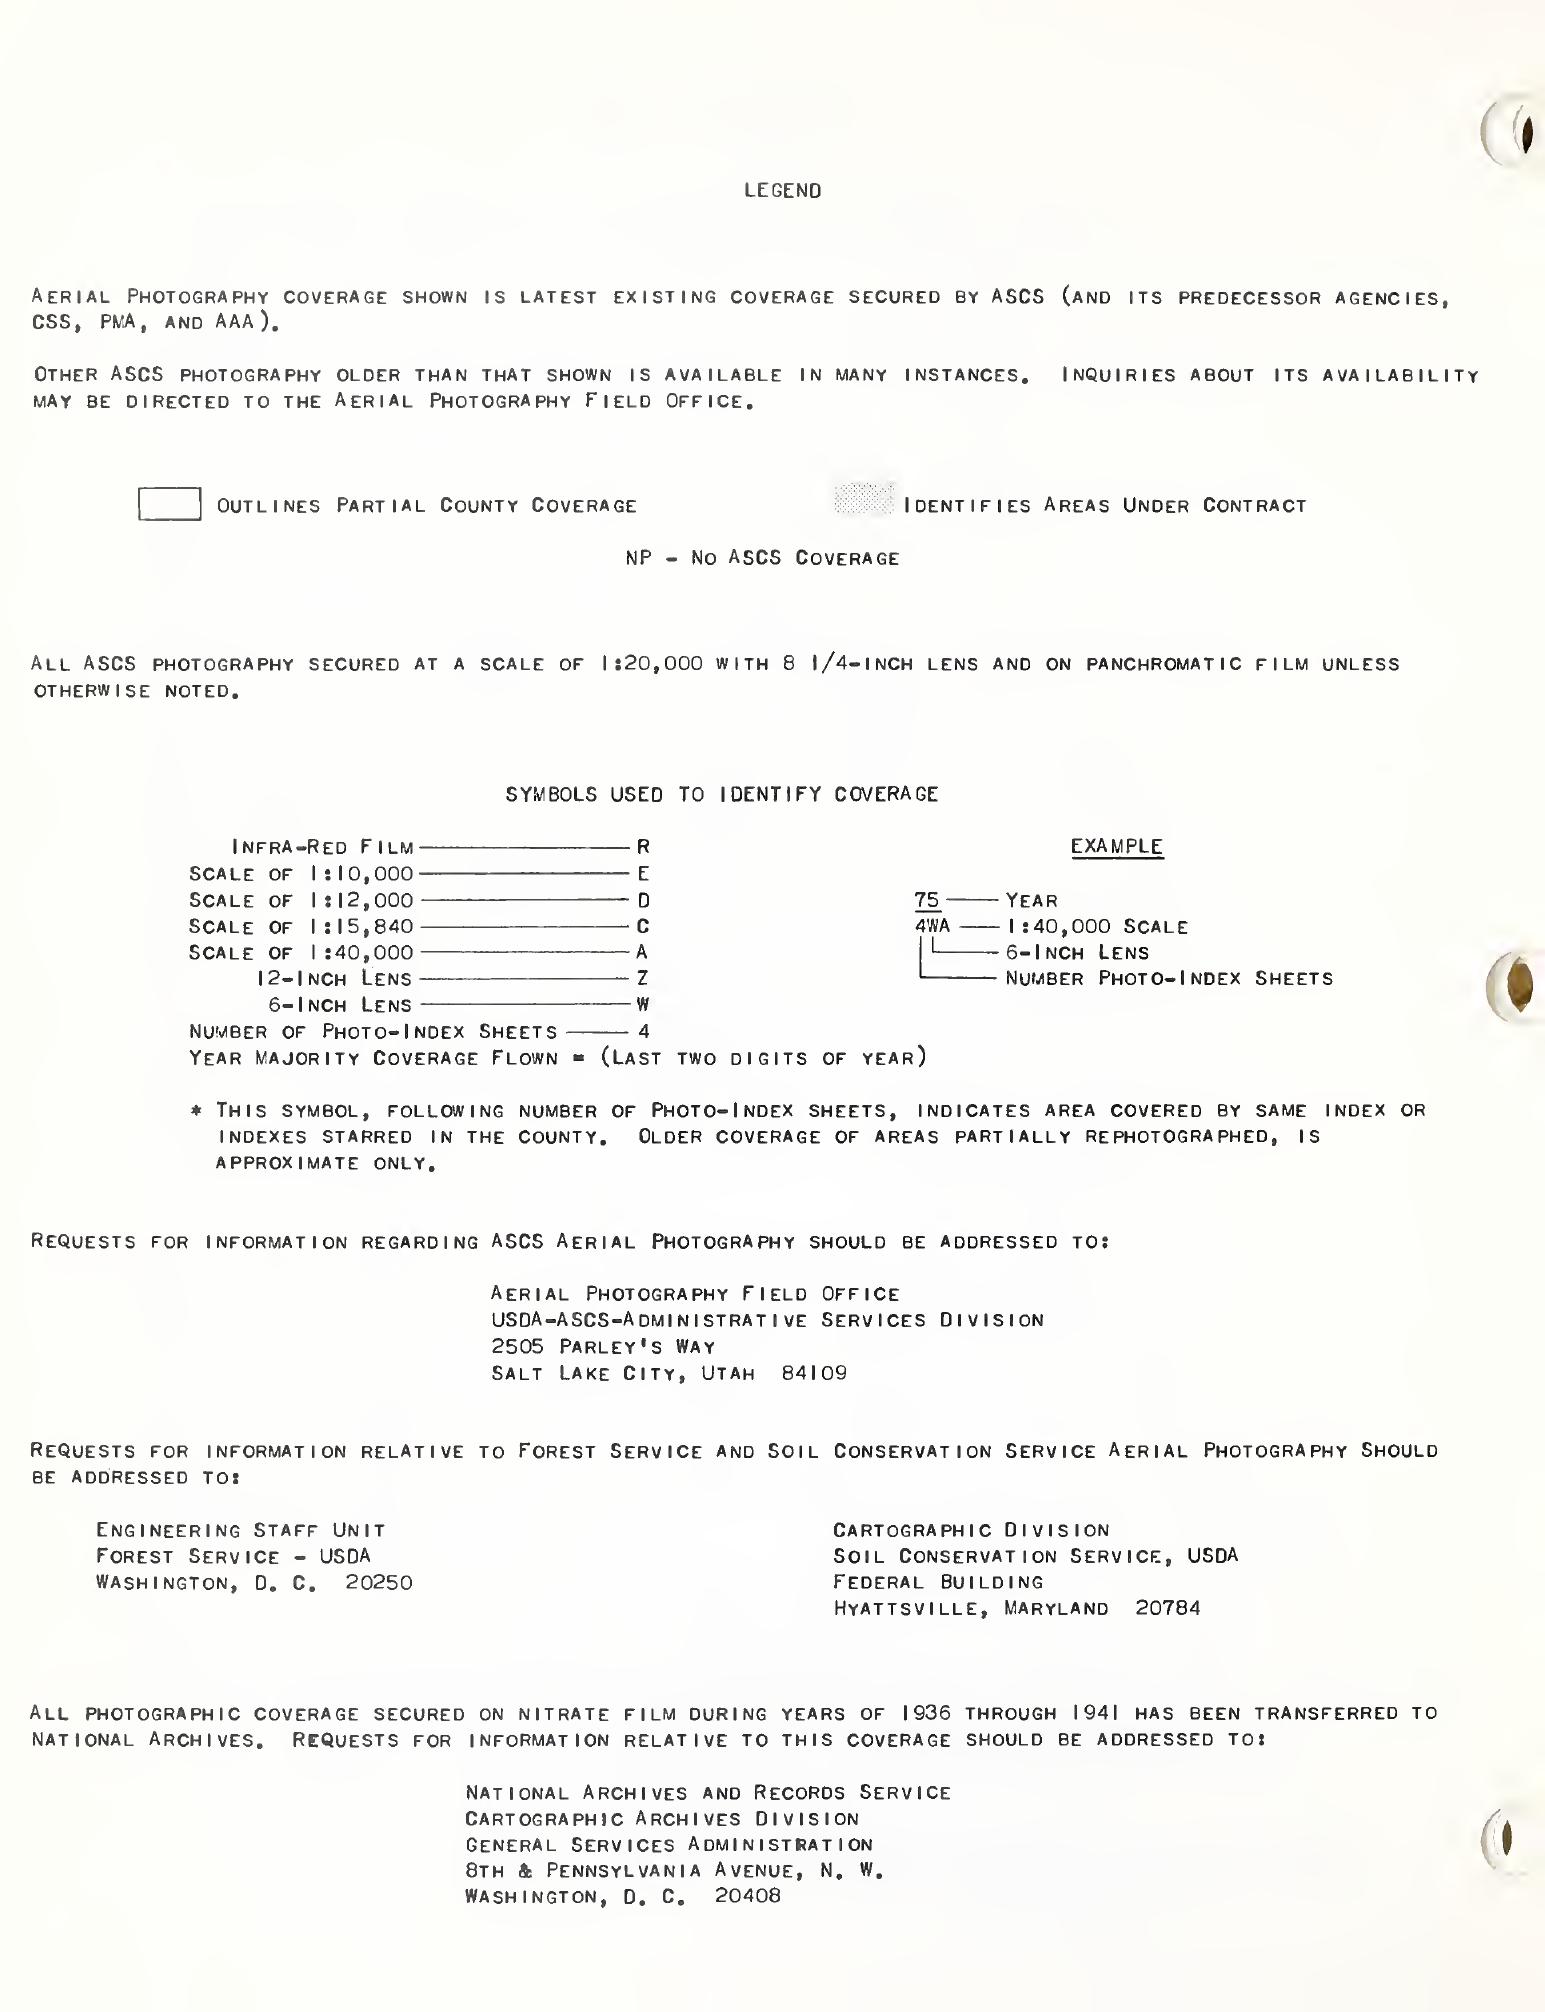 LEGEND
AERIAL PHOTOGRAPHY COVERAGE SHOWN IS LATEST EXISTING COVERAGE SECURED BY ASCS (AND ITS PREDECESSOR AGENCIES,
CSS, PMA, AND AAA).
OTHER ASCS PHOTOGRAPHY OLDER THAN THAT SHOWN IS AVAILABLE IN MANY INSTANCES. INQUIRIES ABOUT ITS AVAILABILITY
MAY BE DIRECTED TO THE AERIAL PHOTOGRAPHY FIELD OFFICE.
OUTLINES PARTIAL COUNTY COVERAGE
IDENTIFIES AREAS UNDER CONTRACT
NP - NO ASCS COVERAGE
ALL ASCS PHOTOGRAPHY SECURED AT A SCALE OF 1:20,000 WITH 8 1/4-INCH LENS AND ON PANCHROMATIC FILM UNLESS
OTHERWISE NOTED.
SYMBOLS USED TO IDENTIFY COVERAGE
INFRA-RED FILM R
SCALE OF 1:10,000 E
SCALE OF 1:12,000 D
SCALE OF 1:15,840 C
SCALE OF 1:40,000 A
12-INCH LENS Z
6-INCH LENS W
NUMBER OF PHOTO-INDEX SHEETS 4
YEAR MAJORITY COVERAGE FLOWN = (LAST TWO DIGITS OF YEAR)
EXAMPLE
75 YEAR
4WA 1:40,000 SCALE
6-INCH LENS
NUMBER PHOTO-INDEX SHEETS
* THIS SYMBOL, FOLLOWING NUMBER OF PHOTO-INDEX SHEETS, INDICATES AREA COVERED BY SAME INDEX OR
INDEXES STARRED IN THE COUNTY. OLDER COVERAGE OF AREAS PARTIALLY REPHOTOGRAPHED, IS
APPROXIMATE ONLY.
REQUESTS FOR INFORMATION REGARDING ASCS AERIAL PHOTOGRAPHY SHOULD BE ADDRESSED TO:
AERIAL PHOTOGRAPHY FIELD OFFICE
USDA-ASCS-ADMINISTRATIVE SERVICES DIVISION
2505 PARLEY'S WAY
SALT LAKE CITY, UTAH 84109
REQUESTS FOR INFORMATION RELATIVE TO FOREST SERVICE AND SOIL CONSERVATION SERVICE AERIAL PHOTOGRAPHY SHOULD
BE ADDRESSED TO:
ENGINEERING STAFF UNIT
FOREST SERVICE - USDA
WASHINGTON, D. C. 20250
CARTOGRAPHIC DIVISION
SOIL CONSERVATION SERVICE, USDA
FEDERAL BUILDING
HYATTSVILLE, MARYLAND 20784
ALL PHOTOGRAPHIC COVERAGE SECURED ON NITRATE FILM DURING YEARS OF 1936 THROUGH 1941 HAS BEEN TRANSFERRED TO
NATIONAL ARCHIVES. REQUESTS FOR INFORMATION RELATIVE TO THIS COVERAGE SHOULD BE ADDRESSED TO:
NATIONAL ARCHIVES AND RECORDS SERVICE
CARTOGRAPHIC ARCHIVES DIVISION
GENERAL SERVICES ADMINISTRATION
8TH & PENNSYLVANIA AVENUE, N. W.
WASHINGTON, D. C. 20408